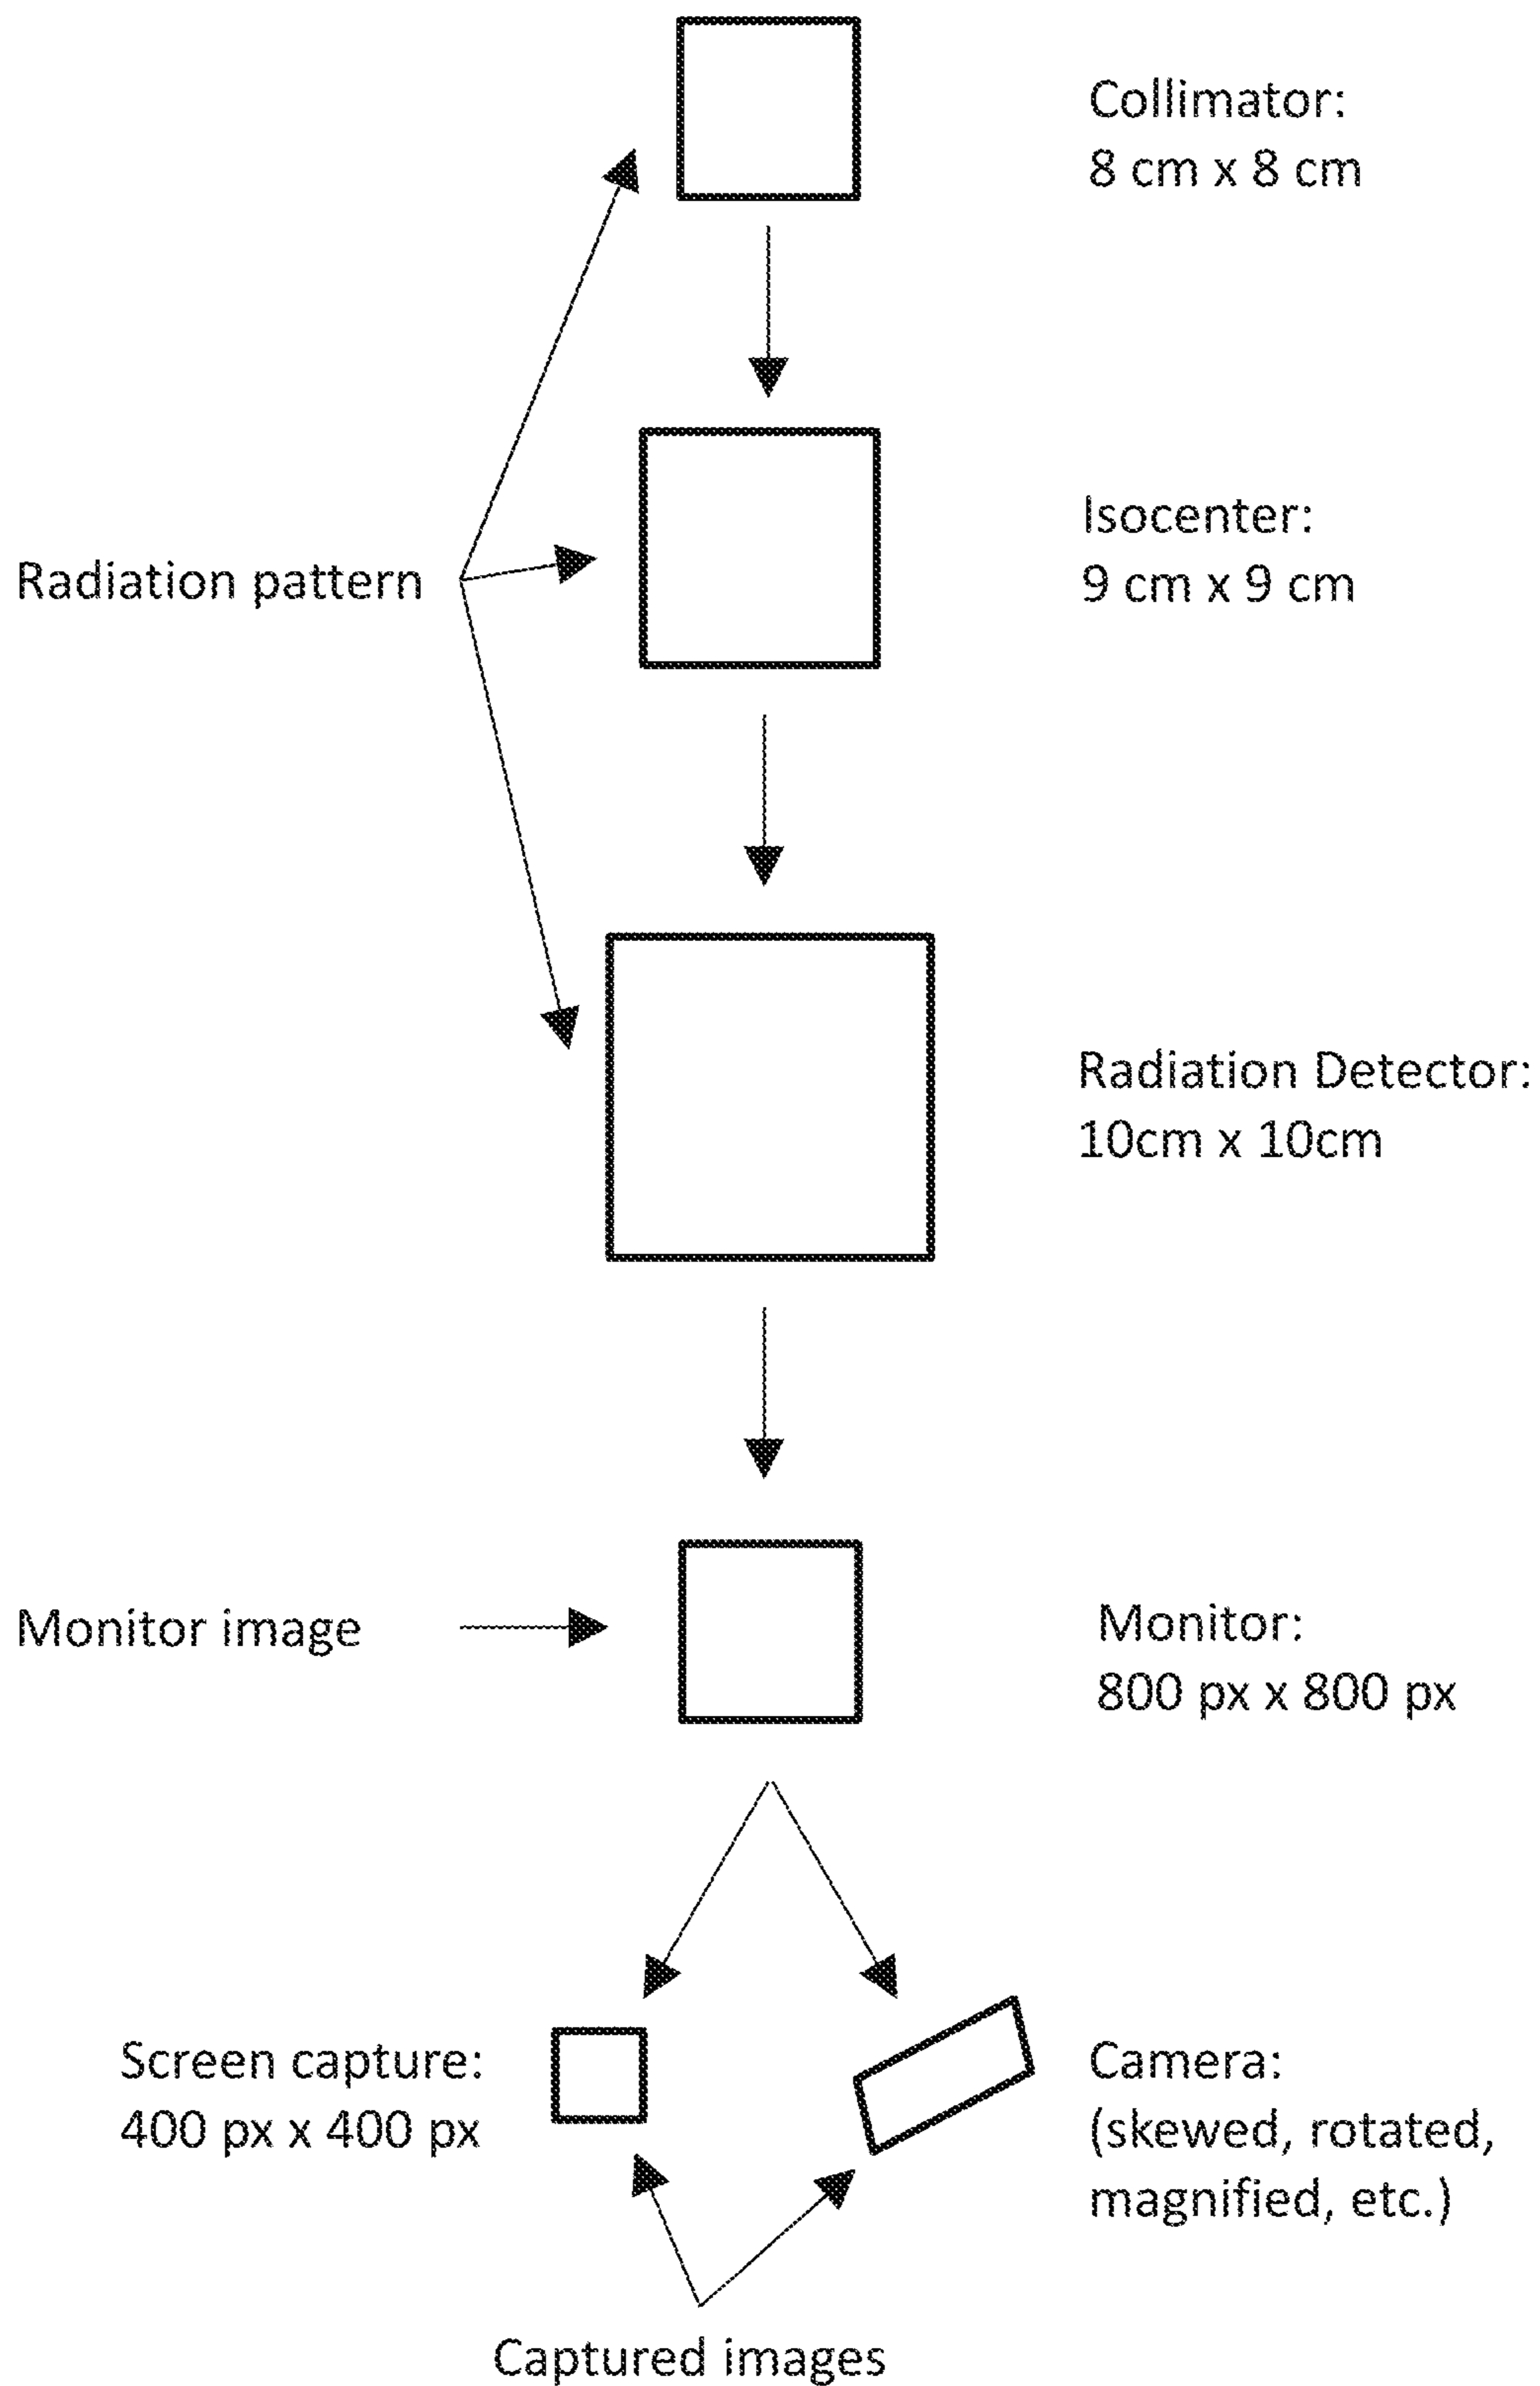 Collimator:
8 cm x 8 cm
Isocenter:
9 cm x 9 cm
Radiation pattern
Radiation Detector:
10cm x 10cm
Monitor image
Monitor:
800 px x 800 px
Screen capture:
400 px x 400 px
Camera:
(skewed, rotated,
magnified, etc.)
Captured images